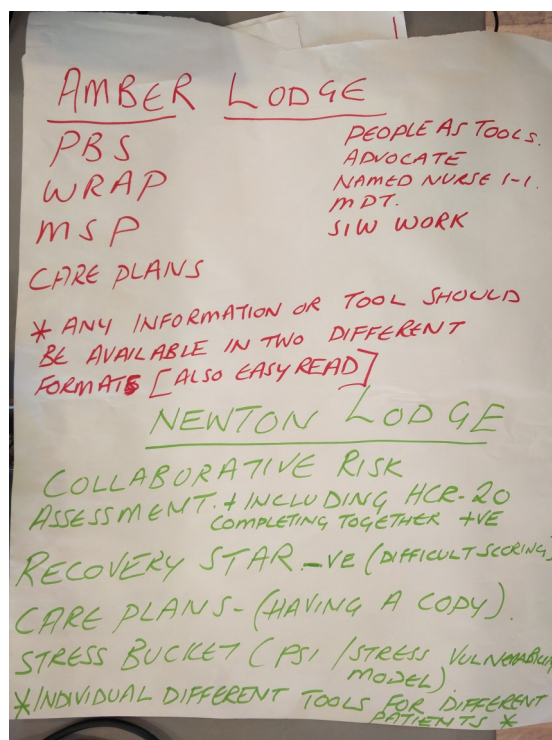 AMBER LODGE
PBS
WRAP
MSP
CARE PLANS
PEOPLE AS TOOLS.
ADVOCATE
NAMED NURSE 1-1.
MDT.
SIW WORK
* ANY INFORMATION OR TOOL SHOULD
BE AVAILABLE IN TWO DIFFERENT
FORMATS [ALSO EASY READ]
NEWTON LODGE
COLLABORATIVE RISK
ASSESSMENT. + INCLUDING HCR-20
COMPLETING TOGETHER +VE
RECOVERY STAR -VE (DIFFICULT SCORING)
CARE PLANS - (HAVING A COPY).
STRESS BUCKET (PSI / STRESS VULNERABILITY
MODEL).
* INDIVIDUAL DIFFERENT TOOLS FOR DIFFERENT
PATIENTS *